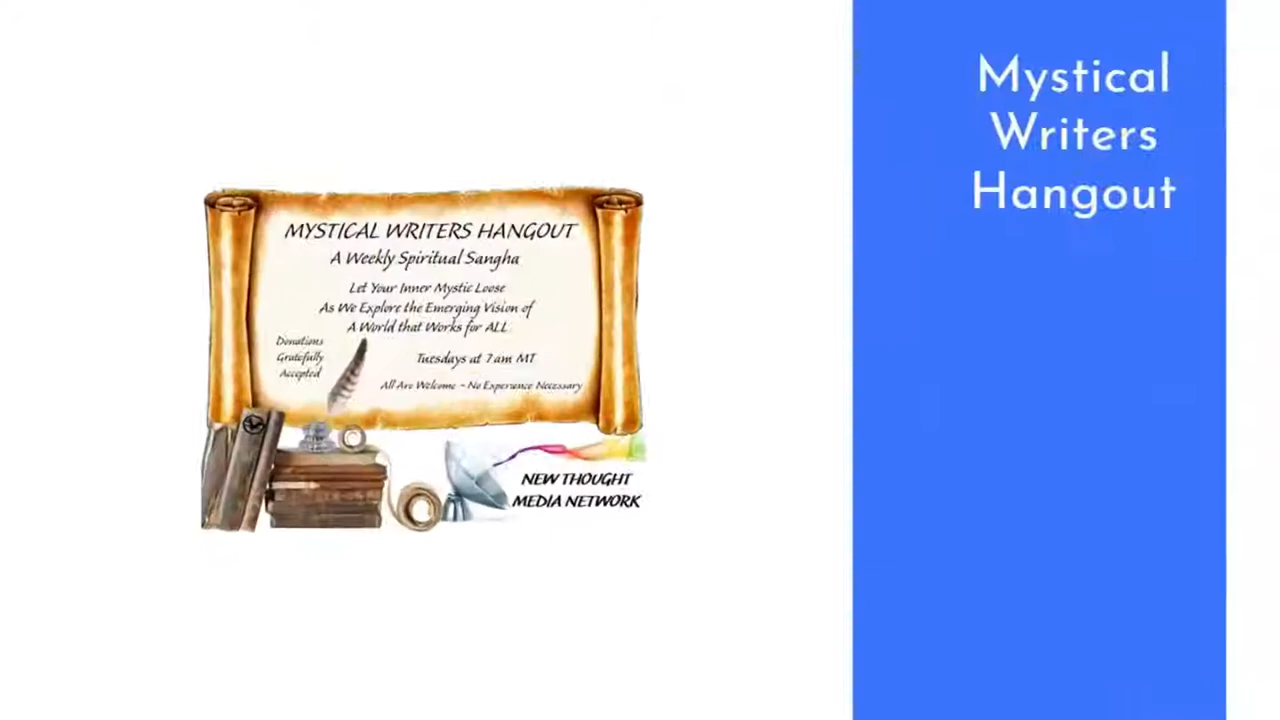 MYSTICAL WRITERS HANGOUT
A Weekly Spiritual Sangha
Let Your Inner Mystic Loose
As We Explore the Emerging Vision of
A World that Works for ALL
Donations
Gratefully
Accepted
Tuesdays at 7am MT
All Are Welcome ~ No Experience Necessary
NEW THOUGHT
MEDIA NETWORK
Mystical
Writers
Hangout